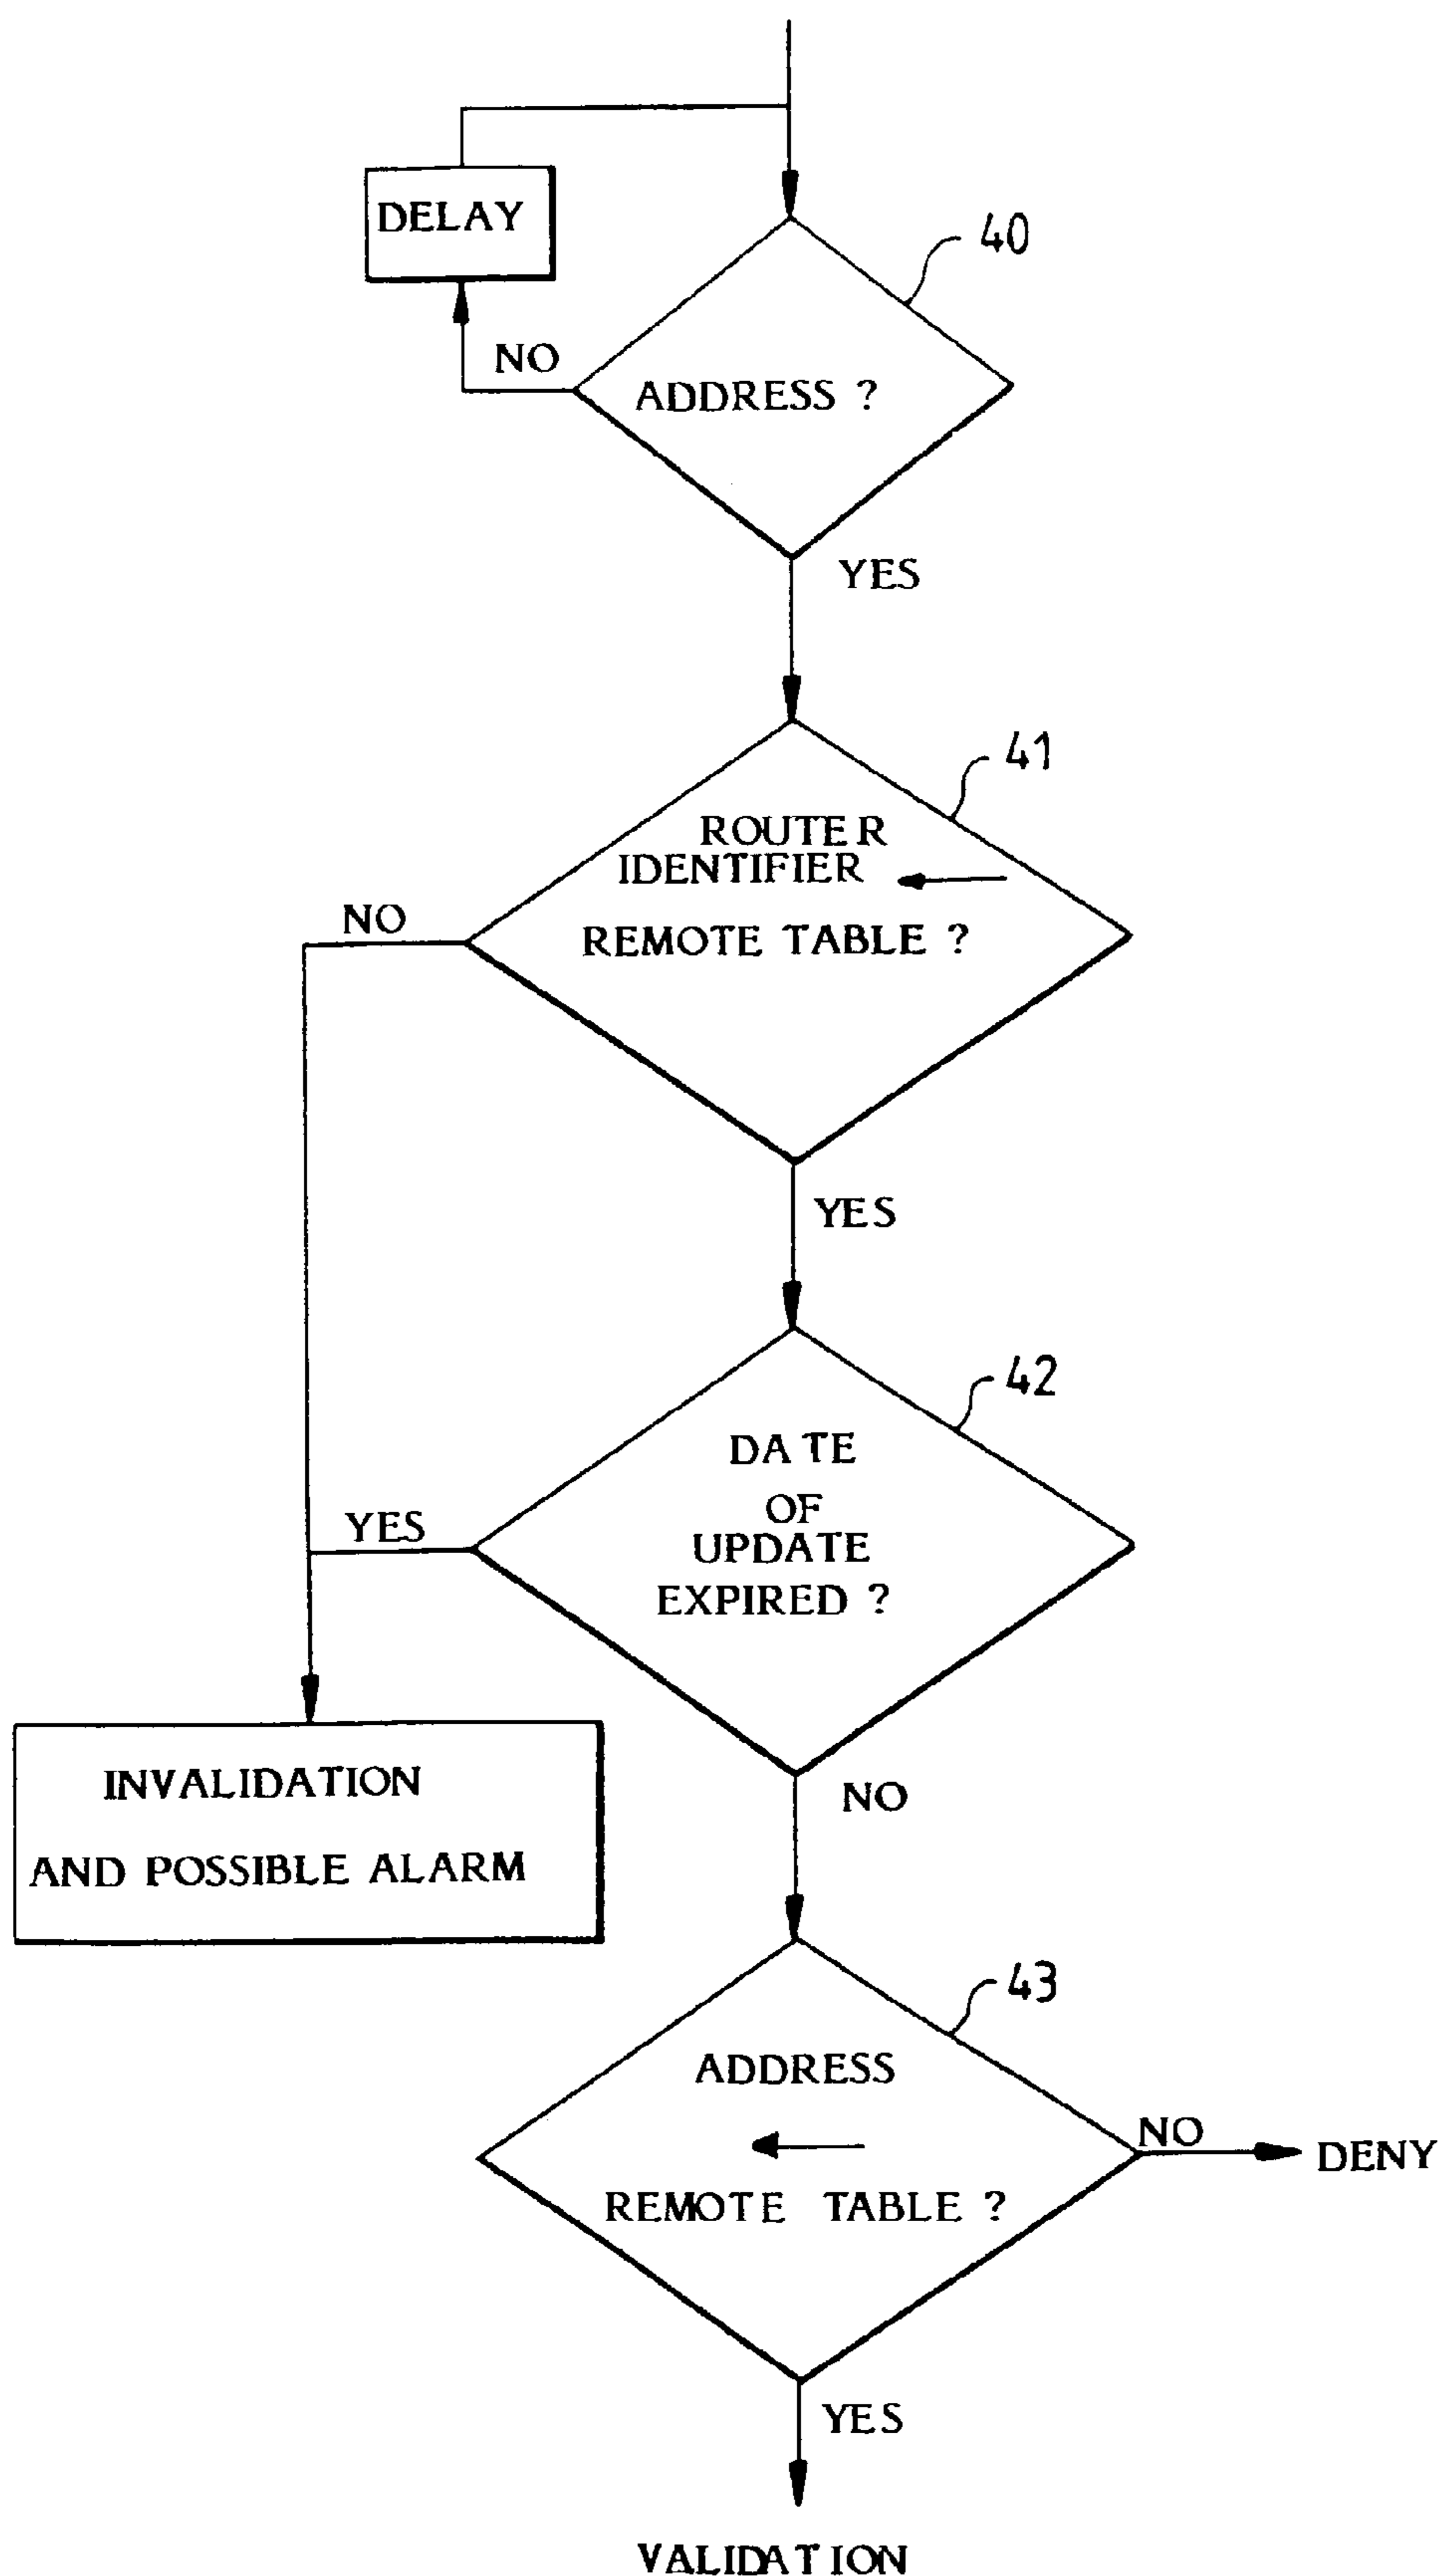 DELAY
40
NO
ADDRESS ?
YES
41
ROUTER
IDENTIFIER
NO
REMOTE TABLE ?
YES
42
DATE
OF
YES
UPDATE
EXPIRED ?
INVALIDATION
NO
AND POSSIBLE ALARM
43
ADDRESS
NO
DENY
REMOTE TABLE ?
YES
VALIDATION